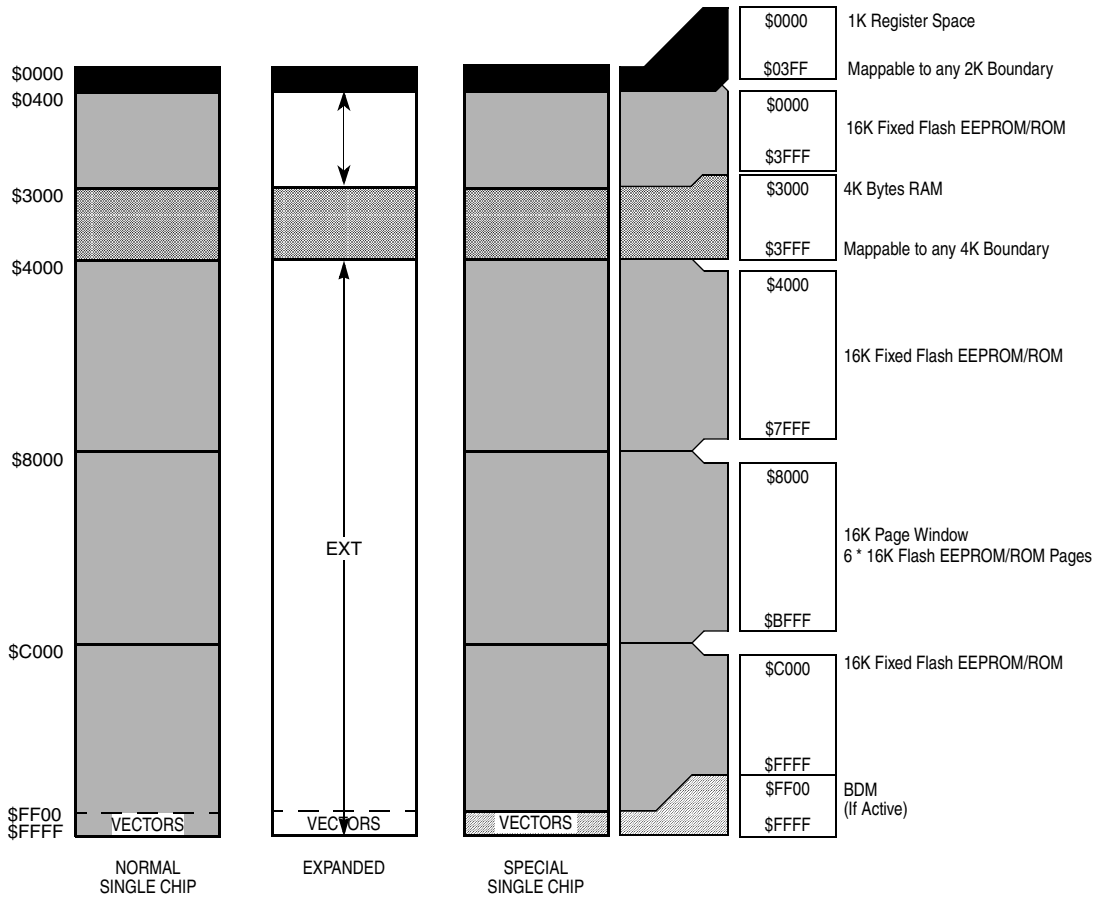 $0000
$0400
$3000
$4000
$8000
$C000
$FF00
$FFFF
VECTORS
NORMAL
SINGLE CHIP
EXT
VECTORS
EXPANDED
VECTORS
SPECIAL
SINGLE CHIP
$0000
1K Register Space
$03FF
Mappable to any 2K Boundary
$0000
16K Fixed Flash EEPROM/ROM
$3FFF
$3000
4K Bytes RAM
$3FFF
Mappable to any 4K Boundary
$4000
16K Fixed Flash EEPROM/ROM
$7FFF
$8000
16K Page Window
6 * 16K Flash EEPROM/ROM Pages
$BFFF
$C000
16K Fixed Flash EEPROM/ROM
$FFFF
$FF00
BDM
(If Active)
$FFFF